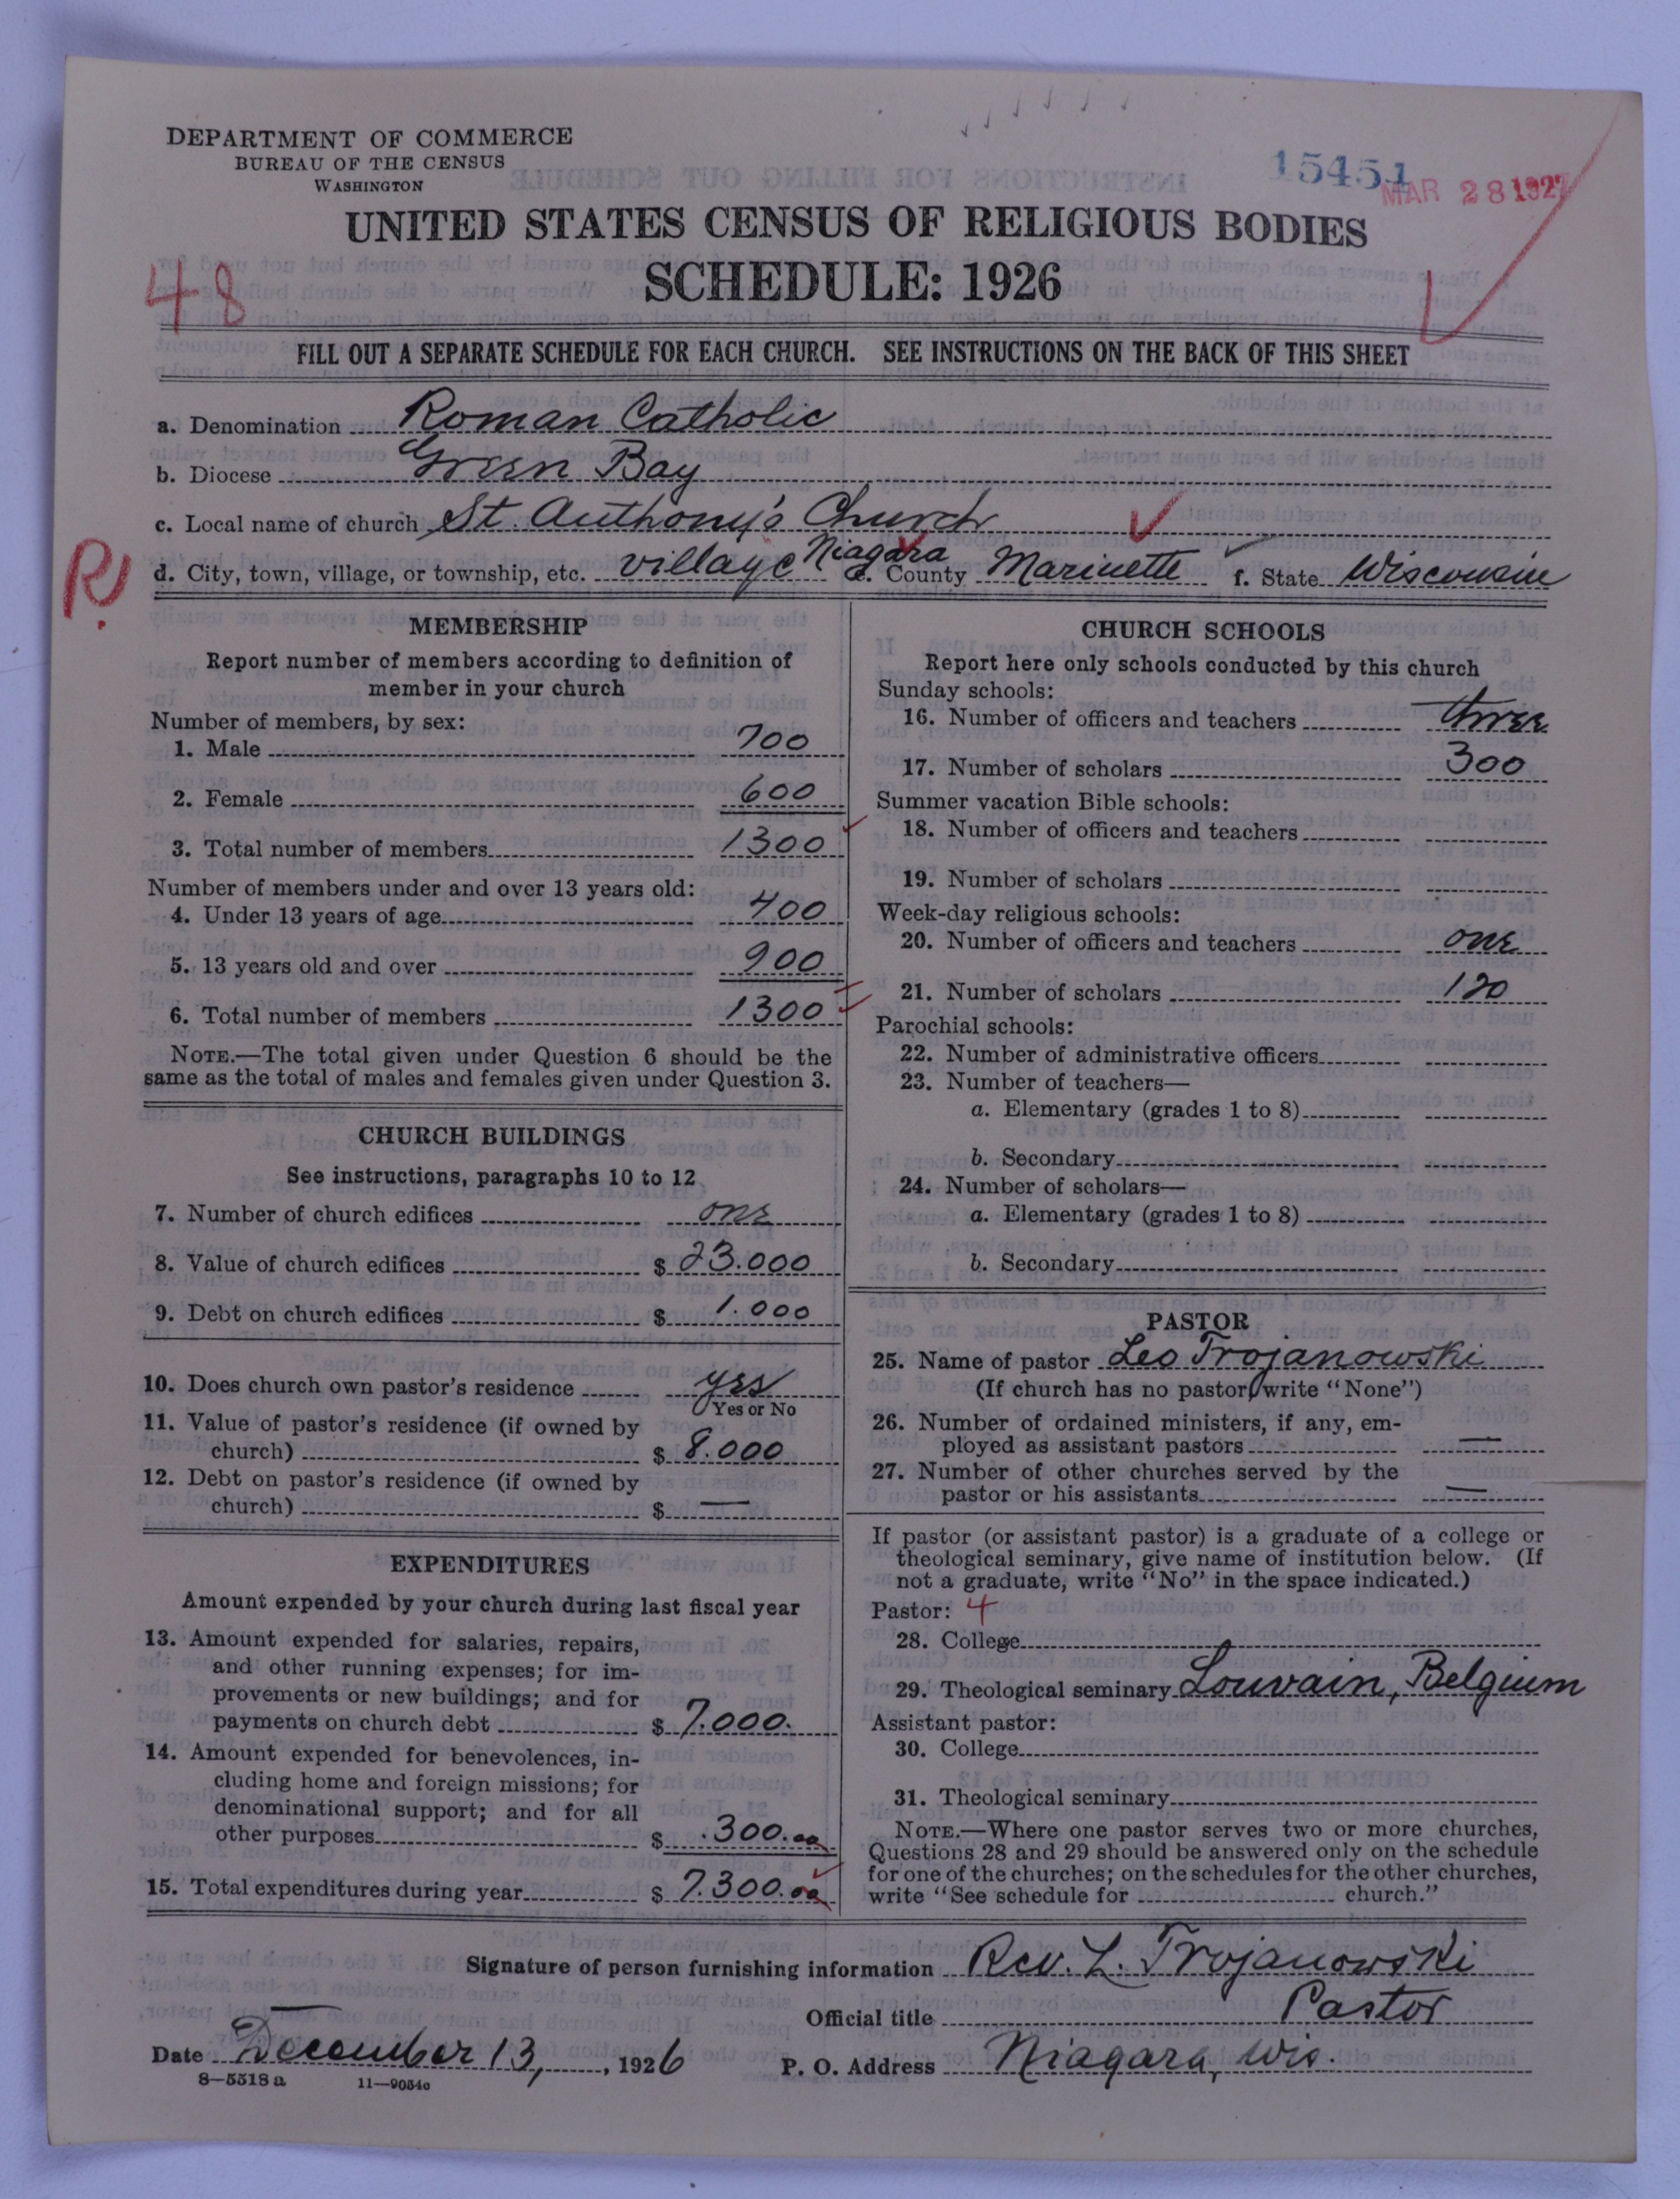 DEPARTMENT OF COMMERCE
BUREAU OF THE CENSUS
WASHINGTON
15451
MAR 28 1927
UNITED STATES CENSUS OF RELIGIOUS BODIES
SCHEDULE: 1926
48
FILL OUT A SEPARATE SCHEDULE FOR EACH CHURCH. SEE INSTRUCTIONS ON THE BACK OF THIS SHEET
a. Denomination Roman Catholic
b. Diocese Green Bay
c. Local name of church St. Anthony's Church
R.
d. City, town, village, or township, etc. village Niagara e. County Marinette f. State Wisconsin
MEMBERSHIP
Report number of members according to definition of
member in your church
Number of members, by sex:
1. Male 700
2. Female 600
3. Total number of members 1300
Number of members under and over 13 years old:
4. Under 13 years of age 400
5. 13 years old and over 900
6. Total number of members 1300
NOTE.—The total given under Question 6 should be the
same as the total of males and females given under Question 3.
CHURCH BUILDINGS
See instructions, paragraphs 10 to 12
7. Number of church edifices one
8. Value of church edifices $ 23.000
9. Debt on church edifices $ 1.000
10. Does church own pastor's residence yes
Yes or No
11. Value of pastor's residence (if owned by
church) $ 8.000
12. Debt on pastor's residence (if owned by
church) $ —
EXPENDITURES
Amount expended by your church during last fiscal year
13. Amount expended for salaries, repairs,
and other running expenses; for im-
provements or new buildings; and for
payments on church debt $ 7.000.
14. Amount expended for benevolences, in-
cluding home and foreign missions; for
denominational support; and for all
other purposes $ .300.00
15. Total expenditures during year $ 7.300.00
CHURCH SCHOOLS
Report here only schools conducted by this church
Sunday schools:
16. Number of officers and teachers three
17. Number of scholars 300
Summer vacation Bible schools:
18. Number of officers and teachers
19. Number of scholars
Week-day religious schools:
20. Number of officers and teachers one
21. Number of scholars 120
Parochial schools:
22. Number of administrative officers
23. Number of teachers—
a. Elementary (grades 1 to 8)
b. Secondary
24. Number of scholars—
a. Elementary (grades 1 to 8)
b. Secondary
PASTOR
25. Name of pastor Leo Trojanowski
(If church has no pastor, write "None")
26. Number of ordained ministers, if any, em-
ployed as assistant pastors —
27. Number of other churches served by the
pastor or his assistants —
If pastor (or assistant pastor) is a graduate of a college or
theological seminary, give name of institution below. (If
not a graduate, write "No" in the space indicated.)
Pastor: 4
28. College
29. Theological seminary Louvain, Belgium
Assistant pastor:
30. College
31. Theological seminary
NOTE.—Where one pastor serves two or more churches,
Questions 28 and 29 should be answered only on the schedule
for one of the churches; on the schedules for the other churches,
write "See schedule for church."
Signature of person furnishing information Rev. L. Trojanowski
Official title Pastor
Date December 13, 1926 P. O. Address Niagara, Wis.
8—5518 a 11—9054c